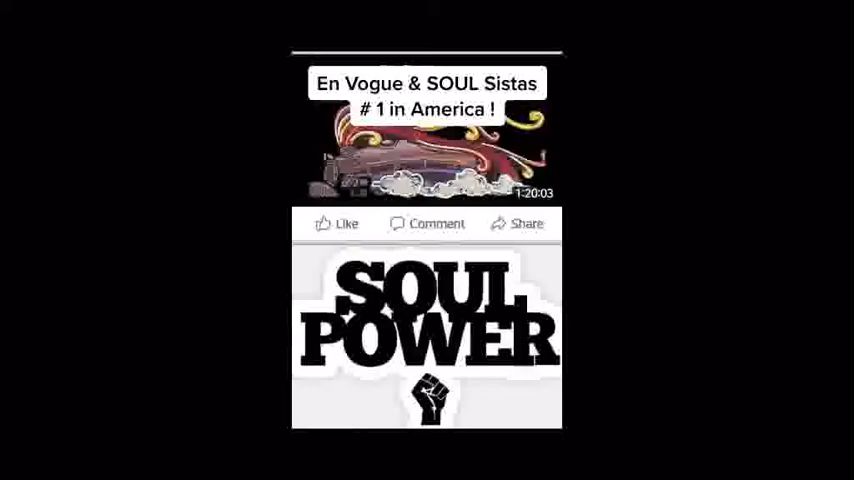 En Vogue & SOUL Sistas
# 1 in America !
1:20:03
Like Comment Share
SOUL
POWER